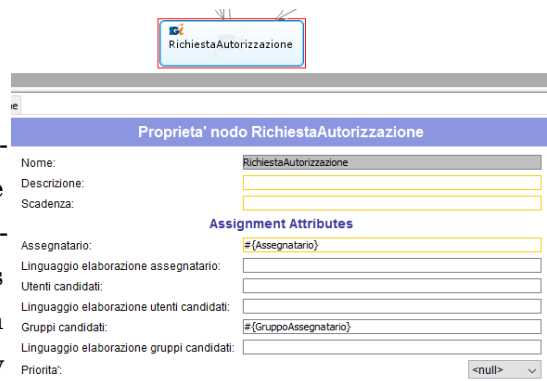 RichiestaAutorizzazione
ne
Proprieta' nodo RichiestaAutorizzazione
Nome: RichiestaAutorizzazione
Descrizione:
Scadenza:
Assignment Attributes
Assegnatario: #{Assegnatario}
Linguaggio elaborazione assegnatario:
Utenti candidati:
Linguaggio elaborazione utenti candidati:
Gruppi candidati: #{GruppoAssegnatario}
Linguaggio elaborazione gruppi candidati:
Priorita': <null>